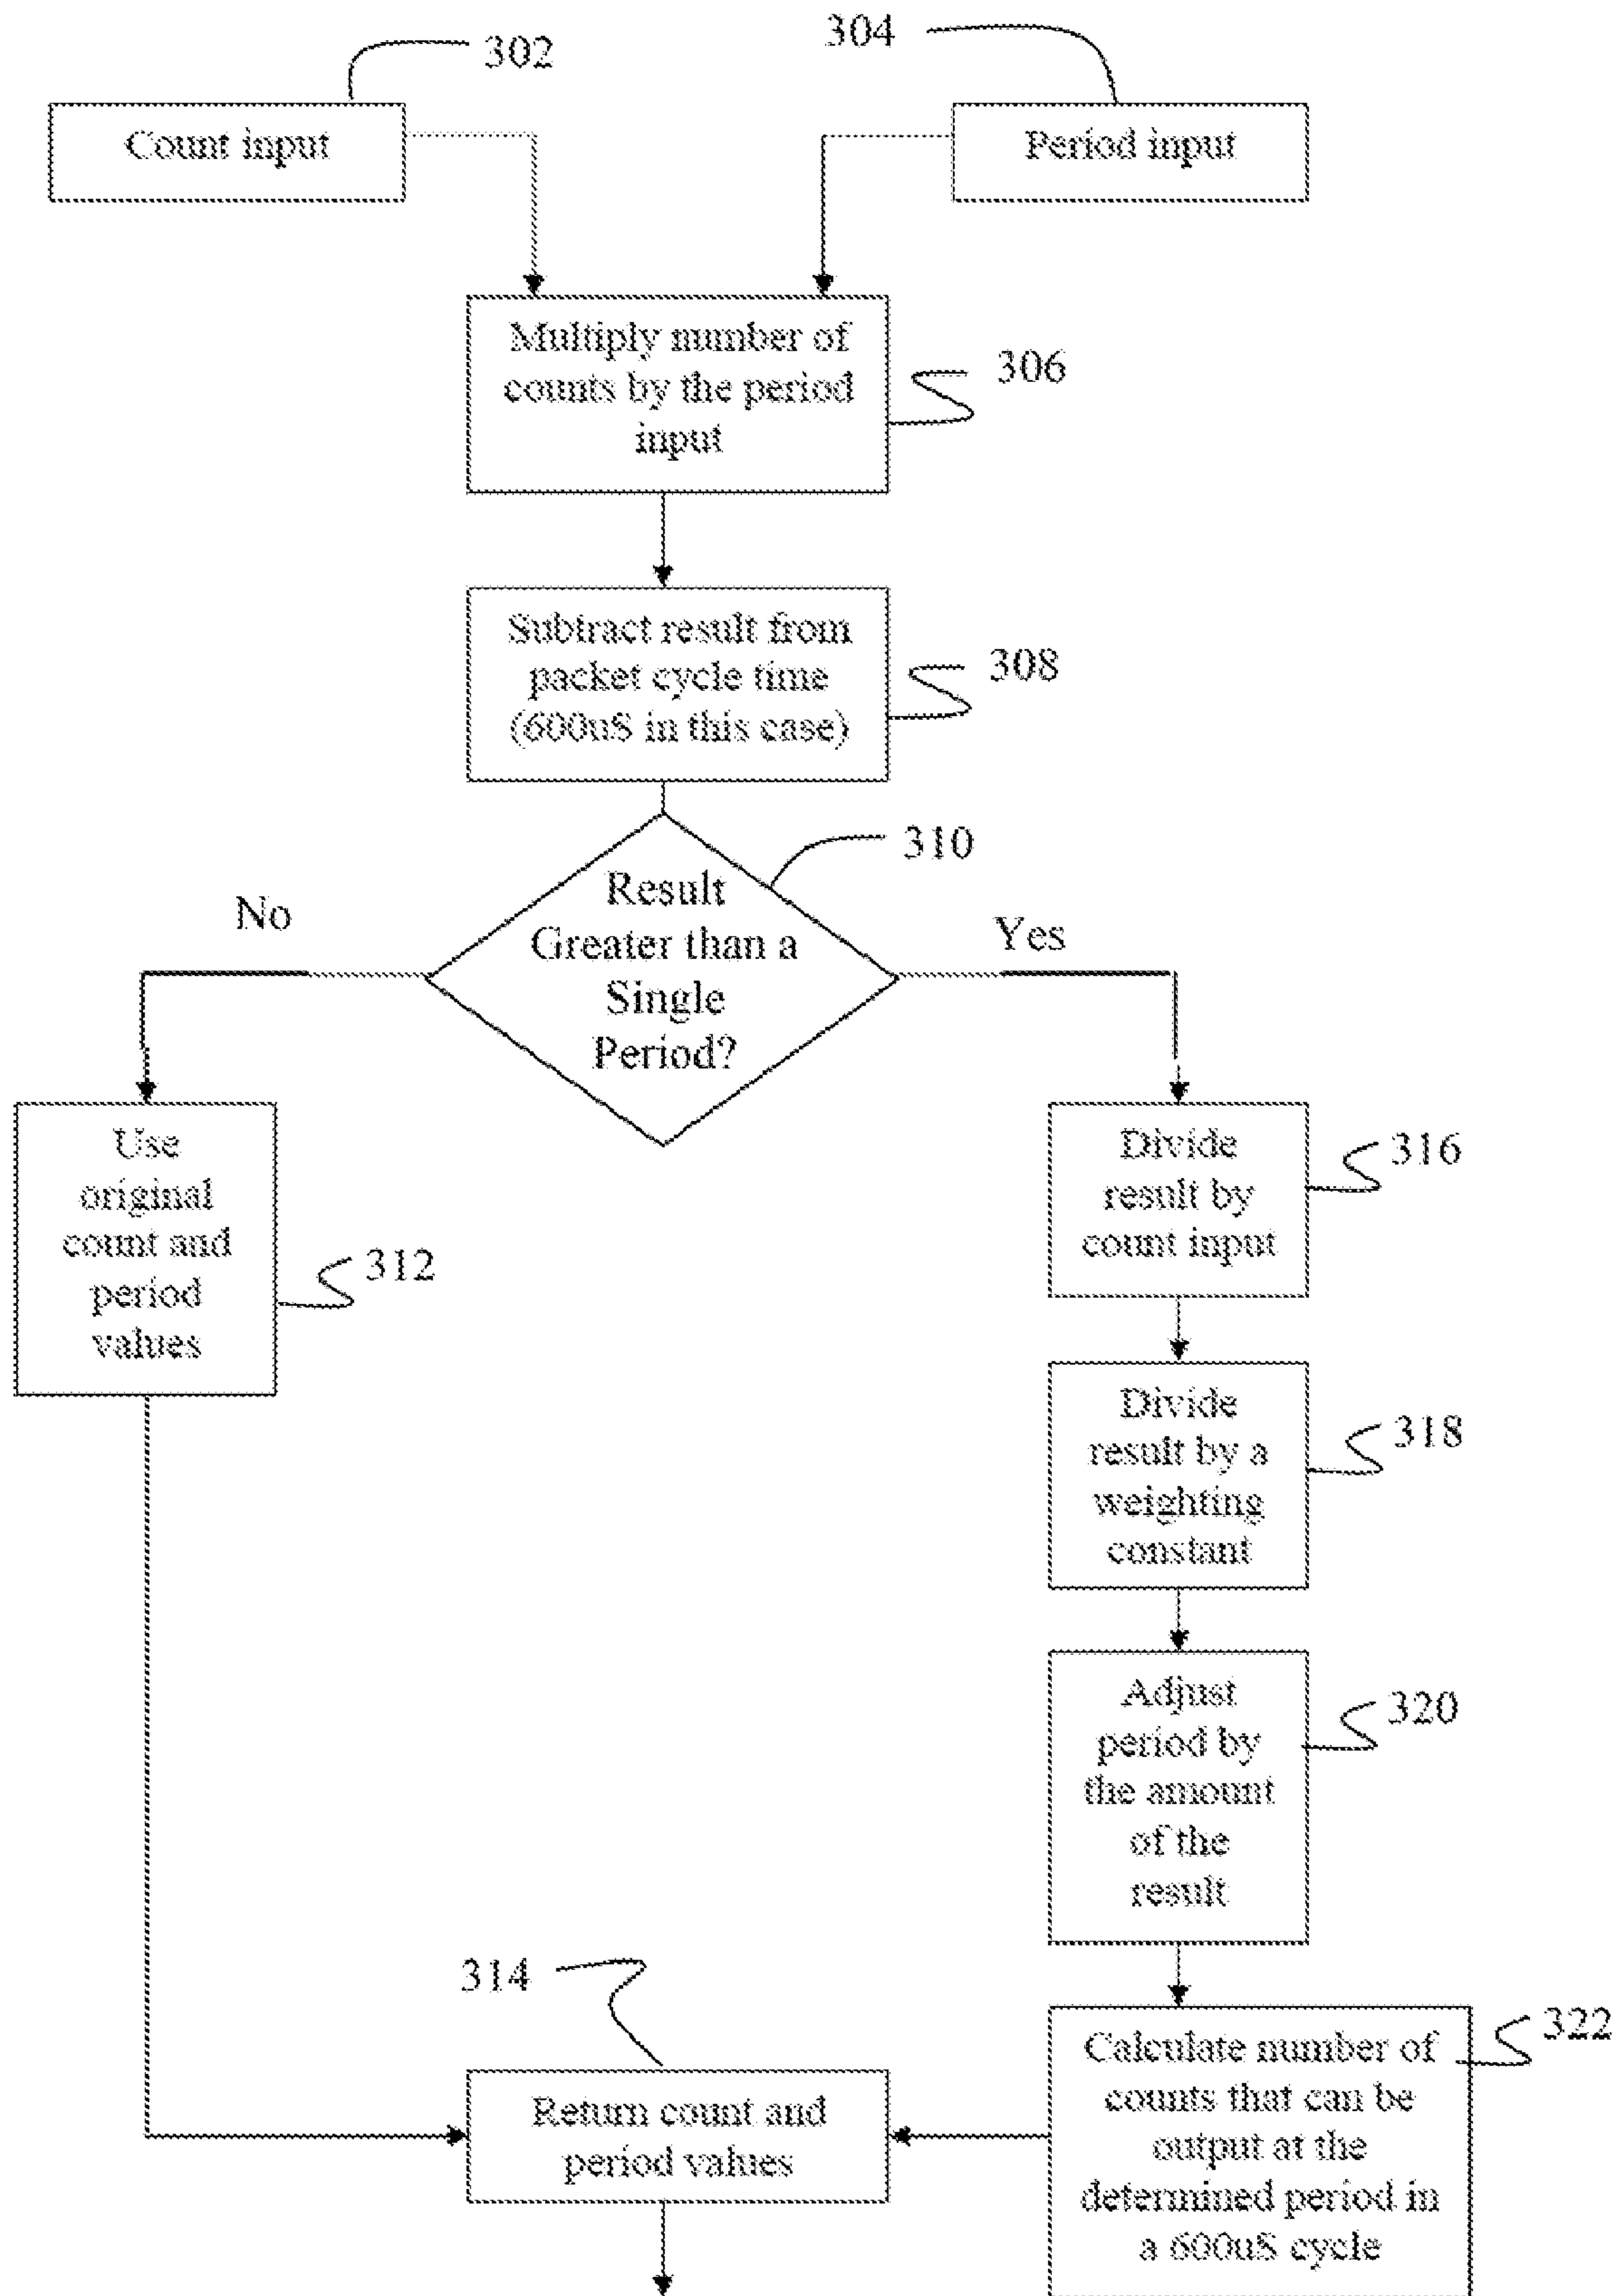 302
304
Count input
Period input
Multiply number of
counts by the period
input
306
Subtract result from
packet cycle time
(600uS in this case)
308
310
Result
Greater than a
Single
Period?
No
Yes
Use
original
count and
period
values
312
Divide
result by
count input
316
Divide
result by a
weighting
constant
318
Adjust
period by
the amount
of the
result
320
314
Return count and
period values
Calculate number of
counts that can be
output at the
determined period in
a 600uS cycle
322